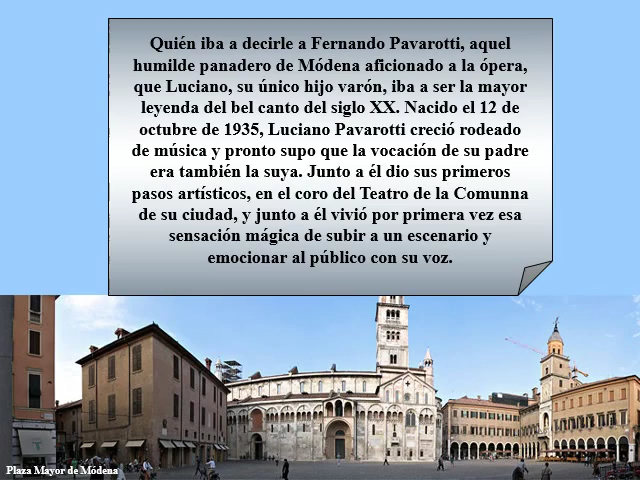 Quién iba a decirle a Fernando Pavarotti, aquel
humilde panadero de Módena aficionado a la ópera,
que Luciano, su único hijo varón, iba a ser la mayor
leyenda del bel canto del siglo XX. Nacido el 12 de
octubre de 1935, Luciano Pavarotti creció rodeado
de música y pronto supo que la vocación de su padre
era también la suya. Junto a él dio sus primeros
pasos artísticos, en el coro del Teatro de la Comunna
de su ciudad, y junto a él vivió por primera vez esa
sensación mágica de subir a un escenario y
emocionar al público con su voz.
Plaza Mayor de Módena